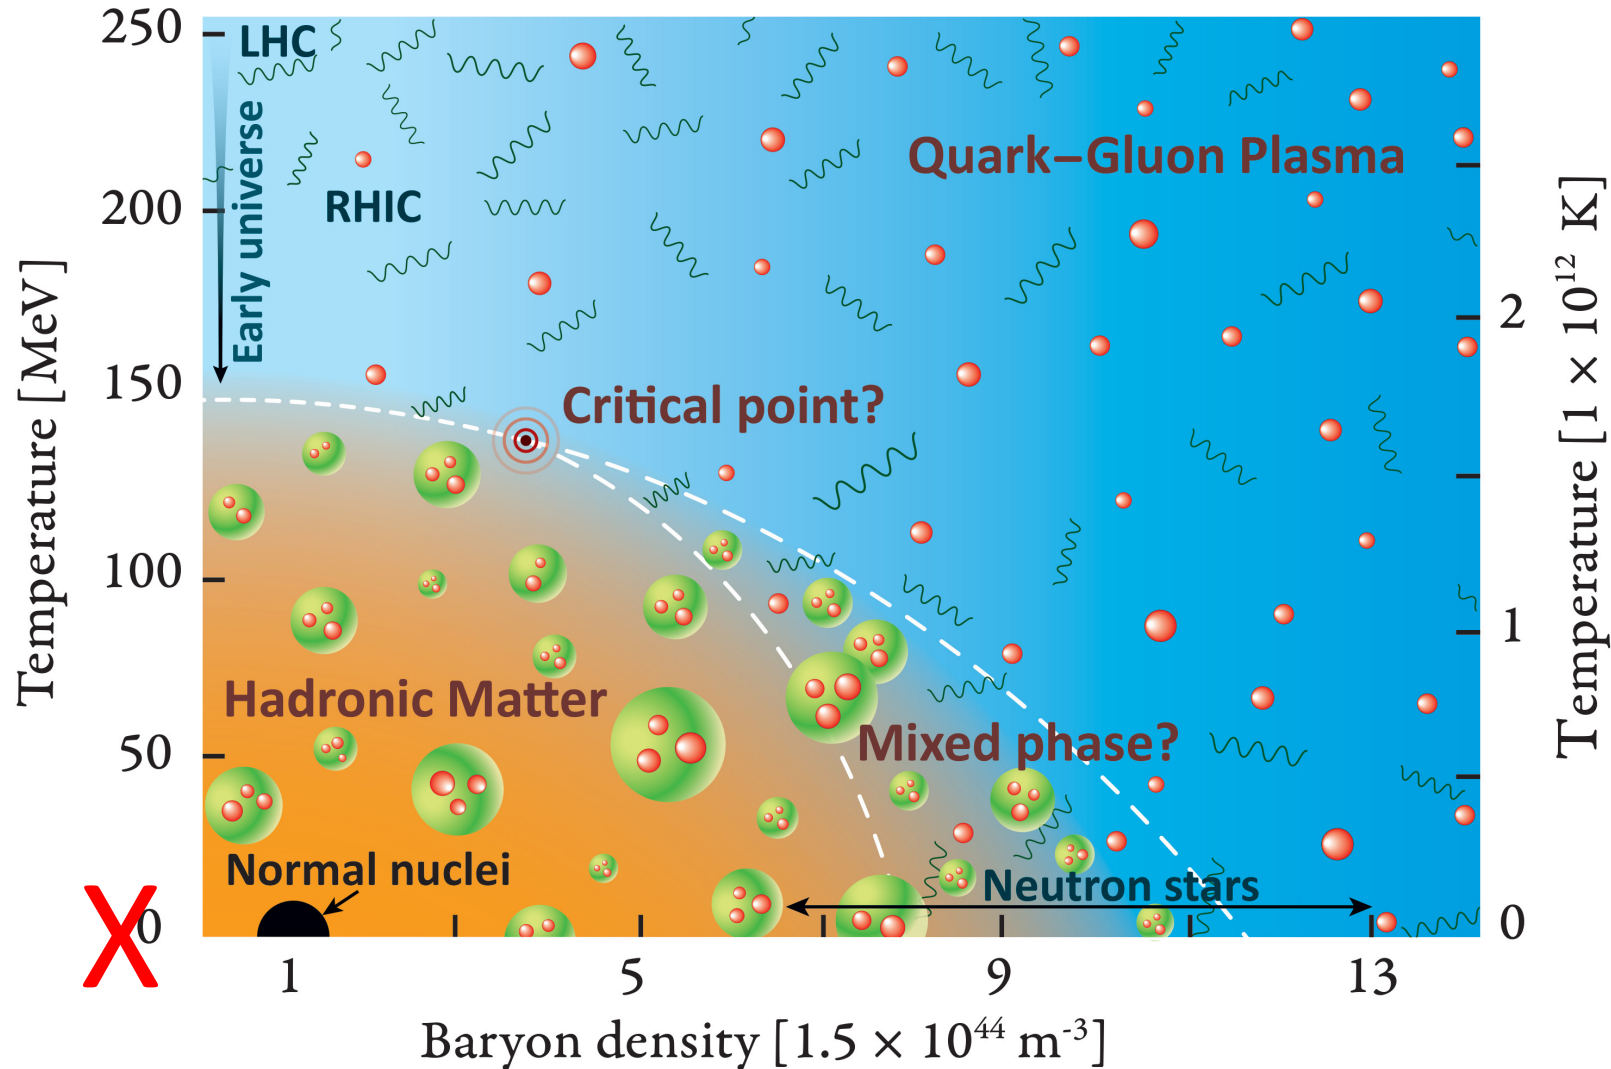 250
LHC
Early universe
Quark–Gluon Plasma
RHIC
200
2
150
Critical point?
100
1
Hadronic Matter
Mixed phase?
50
Normal nuclei
Neutron stars
X
0
0
1
5
9
13
Temperature [MeV]
Temperature [1 × 10¹² K]
Baryon density [1.5 × 10⁴⁴ m⁻³]